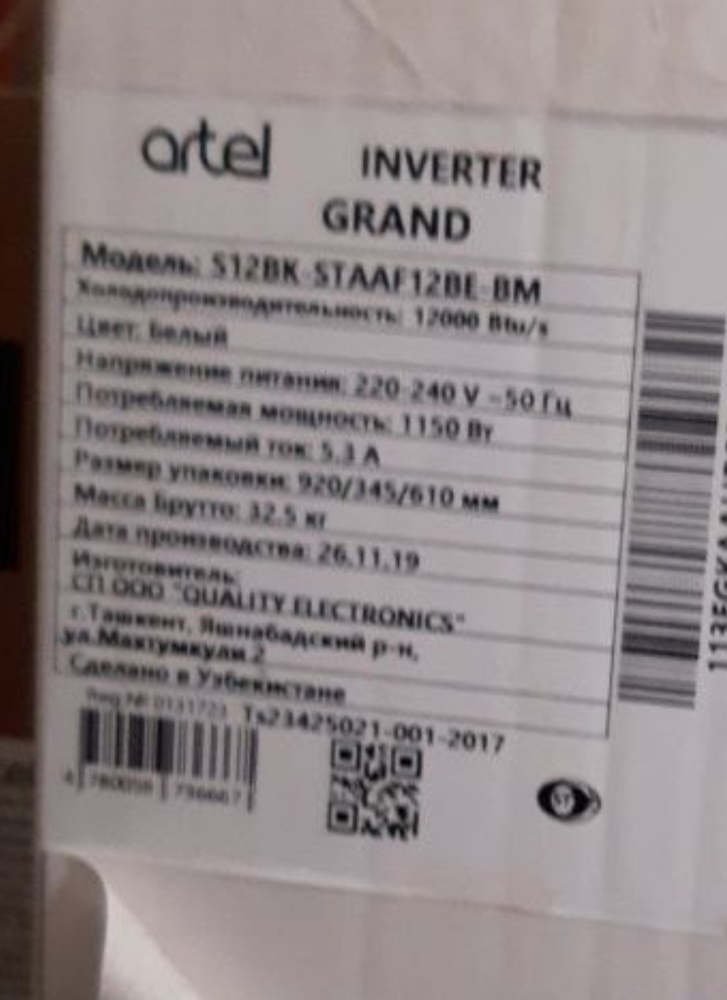 artel INVERTER
GRAND
Модель: S12BK-STAAF12BE-BM
Холодопроизводительность: 12000 Btu/s
Цвет: Белый
Напряжение питания: 220-240 V ~50 Гц
Потребляемая мощность: 1150 Вт
Потребляемый ток: 5.3 А
Размер упаковки: 920/345/610 мм
Масса Брутто: 32.5 кг
Дата производства: 26.11.19
Изготовитель:
СП ООО "QUALITY ELECTRONICS"
г.Ташкент, Яшнабадский р-н,
ул.Махтумкули 2
Сделано в Узбекистане
Ts23425021-001-2017